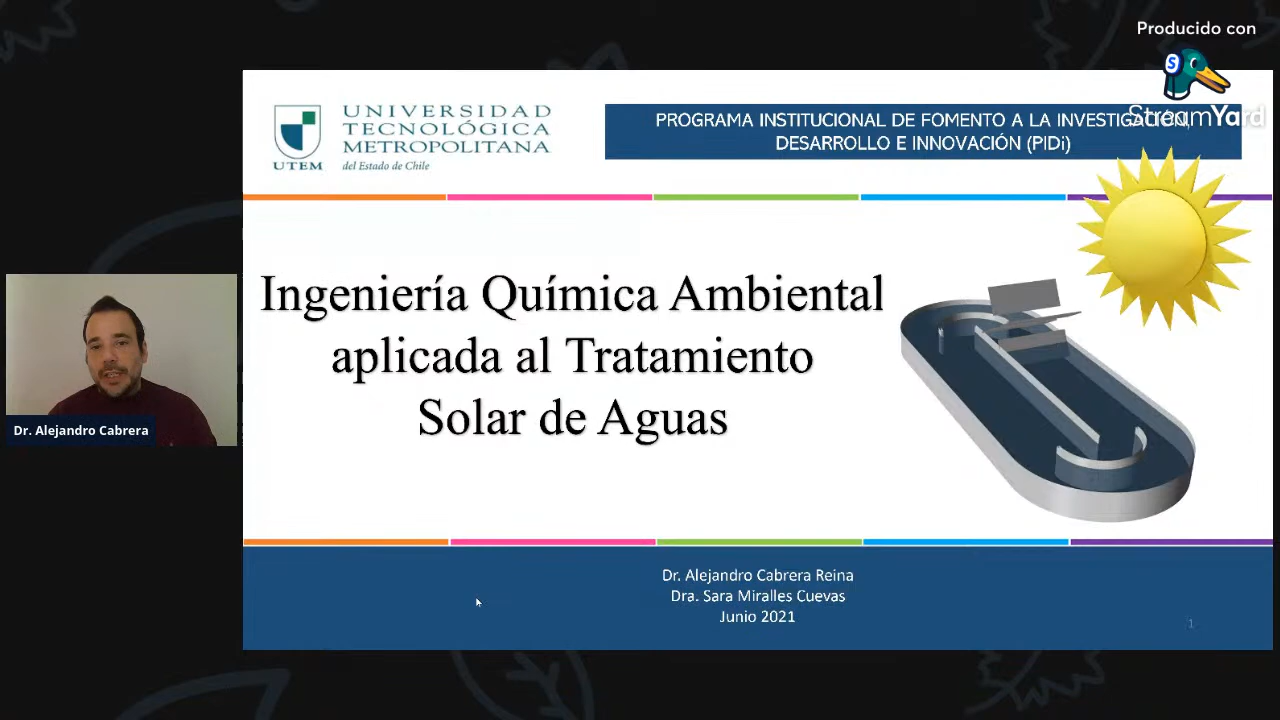 Producido con
StreamYard
UNIVERSIDAD
TECNOLÓGICA
METROPOLITANA
del Estado de Chile
UTEM
PROGRAMA INSTITUCIONAL DE FOMENTO A LA INVESTIGACIÓN,
DESARROLLO E INNOVACIÓN (PIDi)
Ingeniería Química Ambiental
aplicada al Tratamiento
Solar de Aguas
Dr. Alejandro Cabrera
Dr. Alejandro Cabrera Reina
Dra. Sara Miralles Cuevas
Junio 2021
1